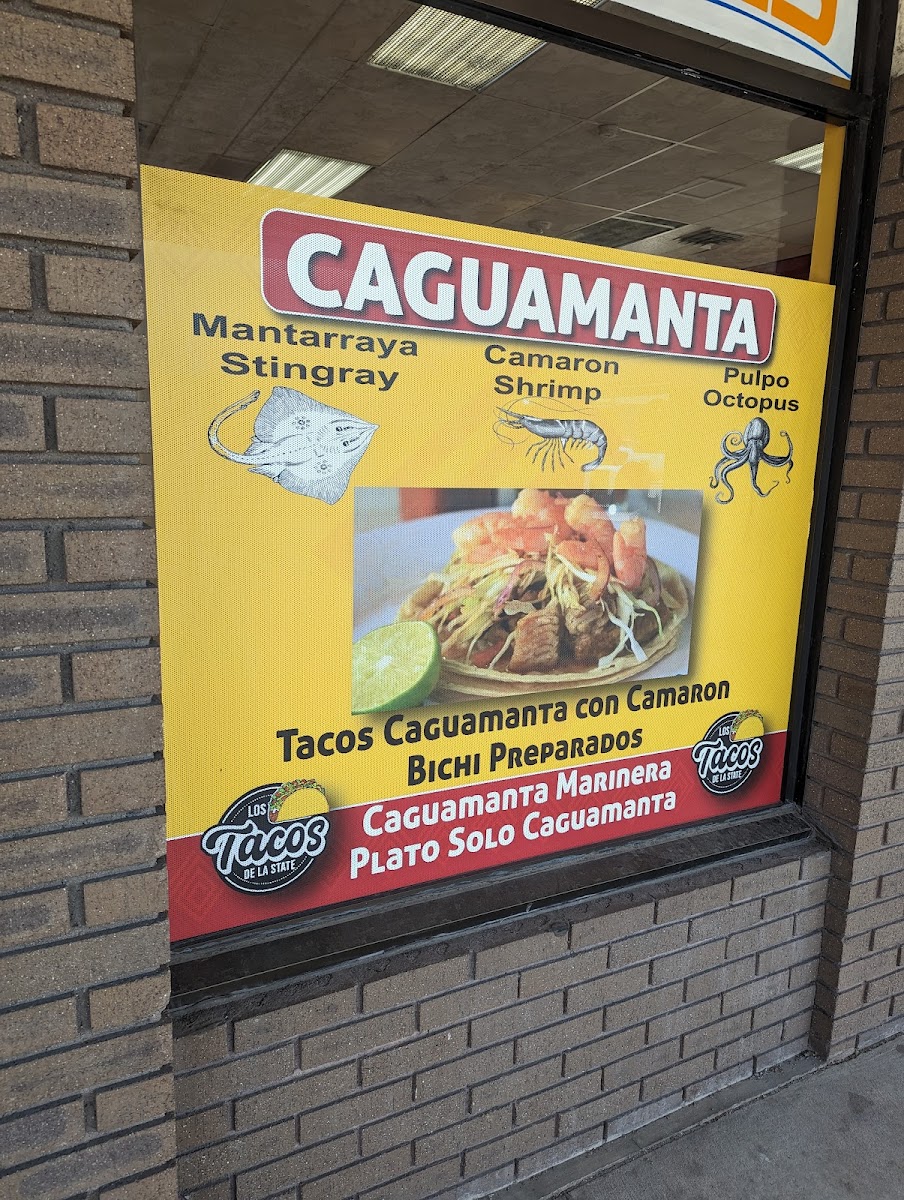 CAGUAMANTA
Mantarraya
Stingray
Camaron
Shrimp
Pulpo
Octopus
Tacos Caguamanta con Camaron
Bichi Preparados
Caguamanta Marinera
Plato Solo Caguamanta
LOS
Tacos
DE LA STATE
LOS
Tacos
DE LA STATE